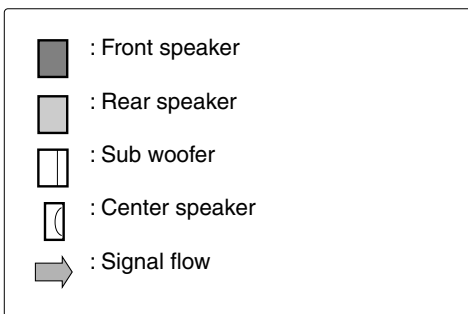 : Front speaker
: Rear speaker
: Sub woofer
: Center speaker
: Signal flow